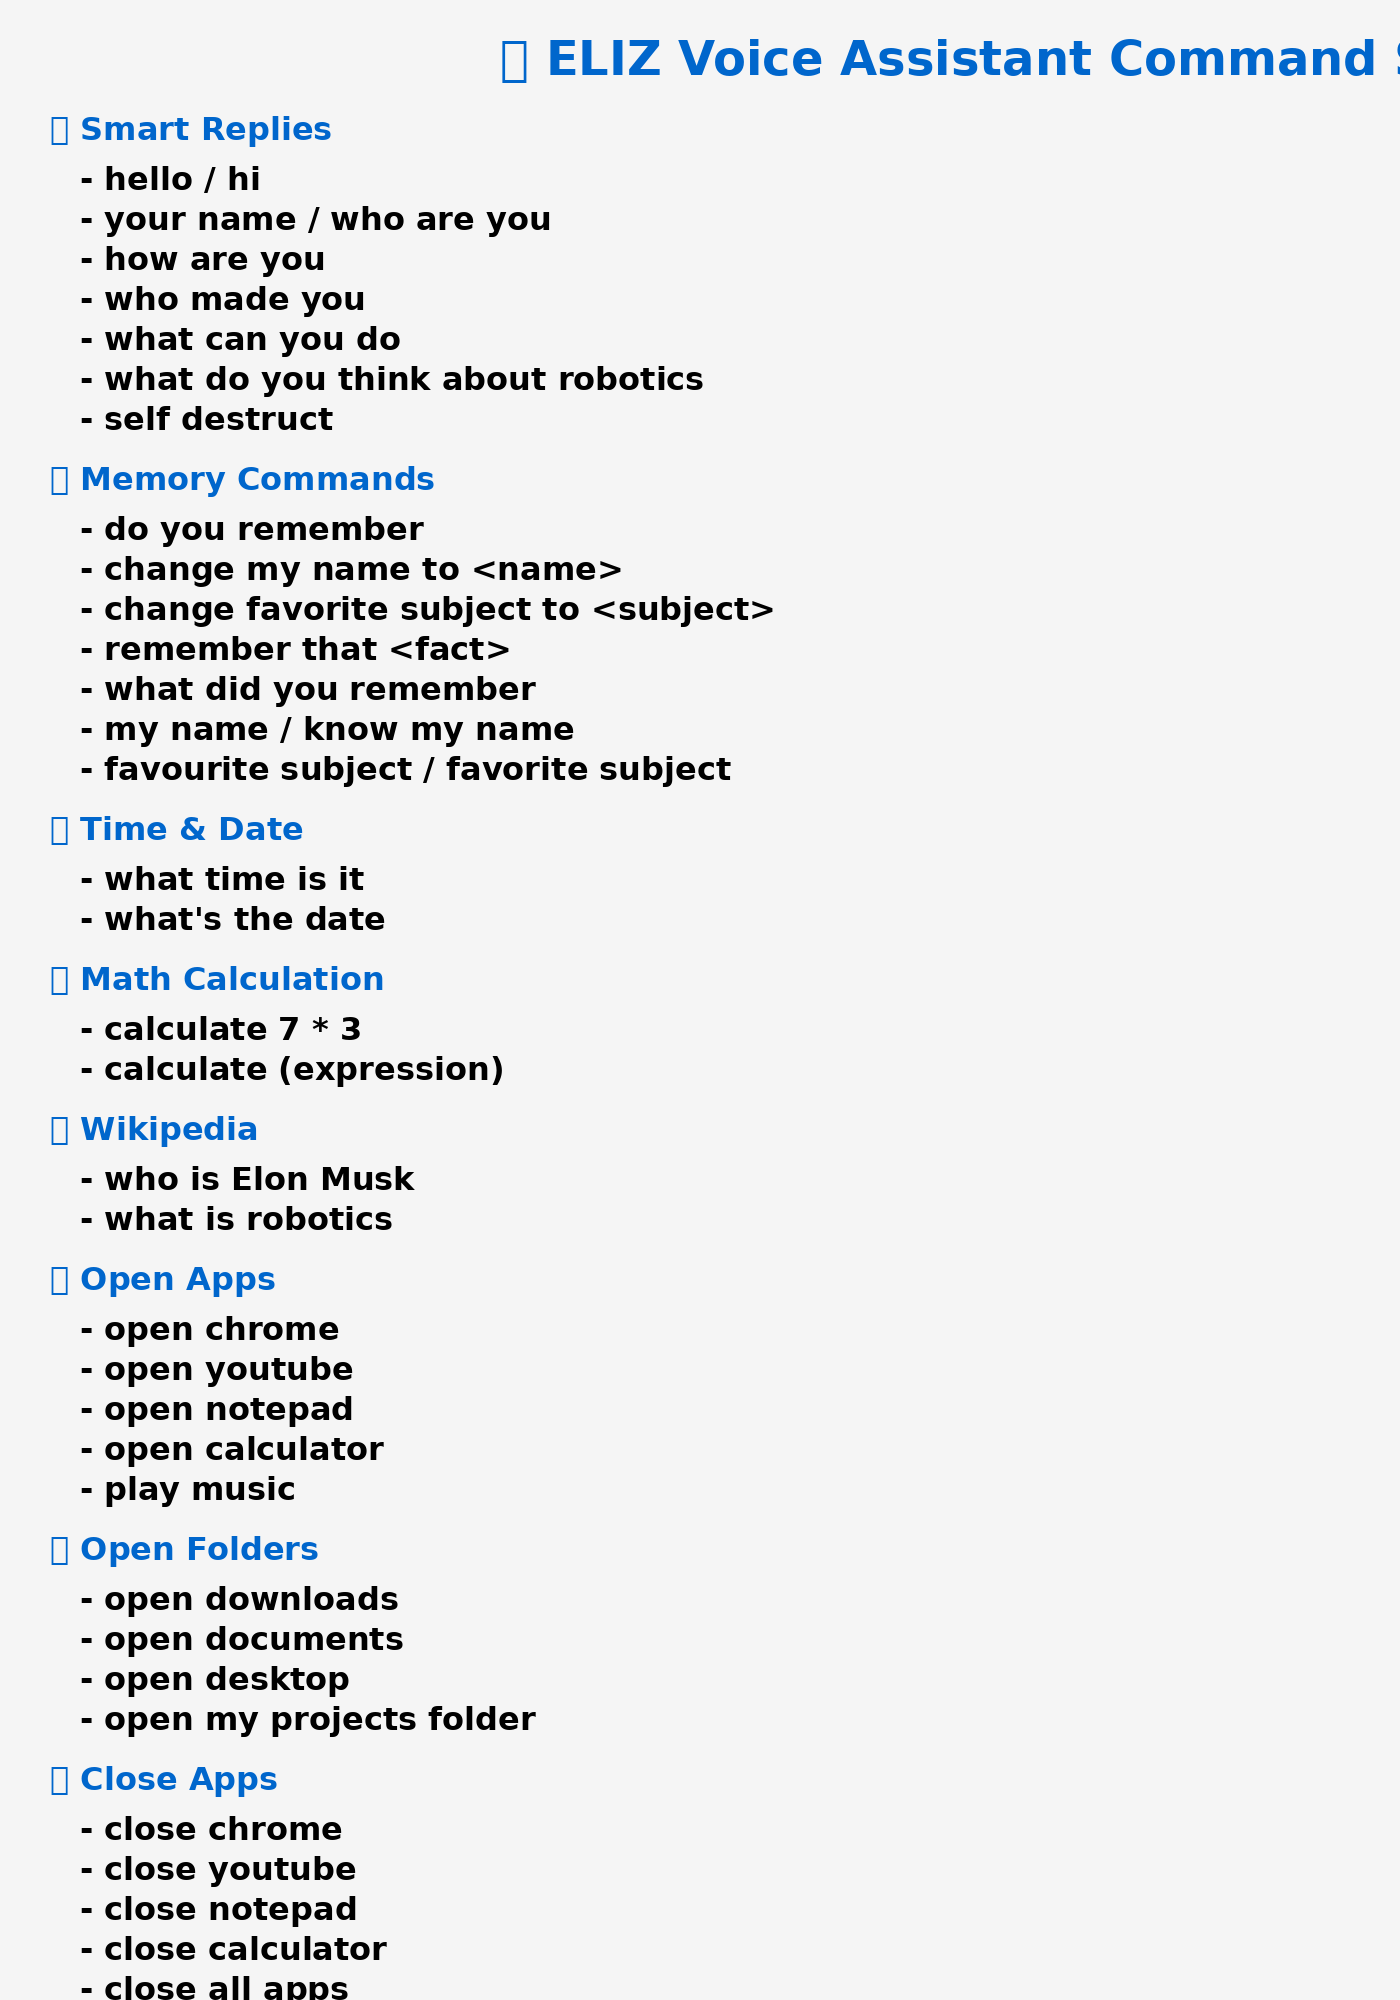 ELIZ Voice Assistant Command
Smart Replies
- hello / hi
- your name / who are you
- how are you
- who made you
- what can you do
- what do you think about robotics
- self destruct
Memory Commands
- do you remember
- change my name to <name>
- change favorite subject to <subject>
- remember that <fact>
- what did you remember
- my name / know my name
- favourite subject / favorite subject
Time & Date
- what time is it
- what's the date
Math Calculation
- calculate 7 * 3
- calculate (expression)
Wikipedia
- who is Elon Musk
- what is robotics
Open Apps
- open chrome
- open youtube
- open notepad
- open calculator
- play music
Open Folders
- open downloads
- open documents
- open desktop
- open my projects folder
Close Apps
- close chrome
- close youtube
- close notepad
- close calculator
- close all apps